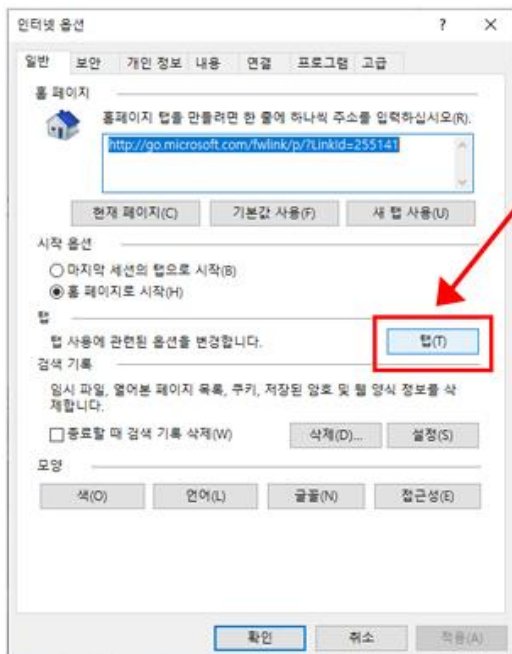 인터넷 옵션 ? ×
일반 보안 개인 정보 내용 연결 프로그램 고급
홈 페이지
홈페이지 탭을 만들려면 한 줄에 하나씩 주소를 입력하십시오(R).
http://go.microsoft.com/fwlink/p/?LinkId=255141
현재 페이지(C) 기본값 사용(F) 새 탭 사용(U)
시작 옵션
마지막 세션의 탭으로 시작(B)
홈 페이지로 시작(H)
탭
탭 사용에 관련된 옵션을 변경합니다. 탭(T)
검색 기록
임시 파일, 열어본 페이지 목록, 쿠키, 저장된 암호 및 웹 양식 정보를 삭
제합니다.
종료할 때 검색 기록 삭제(W) 삭제(D)... 설정(S)
모양
색(O) 언어(L) 글꼴(N) 접근성(E)
확인 취소 적용(A)